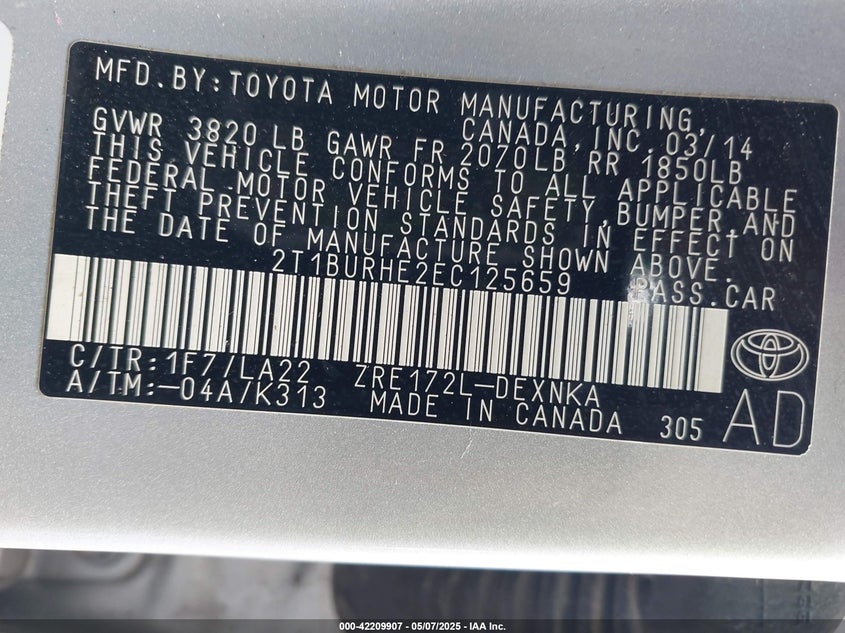 MFD.BY:TOYOTA MOTOR MANUFACTURING,
CANADA,INC. 03/14
GVWR 3820 LB GAWR FR 2070LB RR 1850LB
THIS VEHICLE CONFORMS TO ALL APPLICABLE
FEDERAL MOTOR VEHICLE SAFETY,BUMPER,AND
THEFT PREVENTION STANDARDS IN EFFECT ON
THE DATE OF MANUFACTURE SHOWN ABOVE.
2T1BURHE2EC125659 PASS.CAR
C/TR:1F7/LA22 ZRE172L-DEXNKA
A/TM:-04A/K313 MADE IN CANADA 305 AD
000-42209907 - 05/07/2025 - IAA Inc.